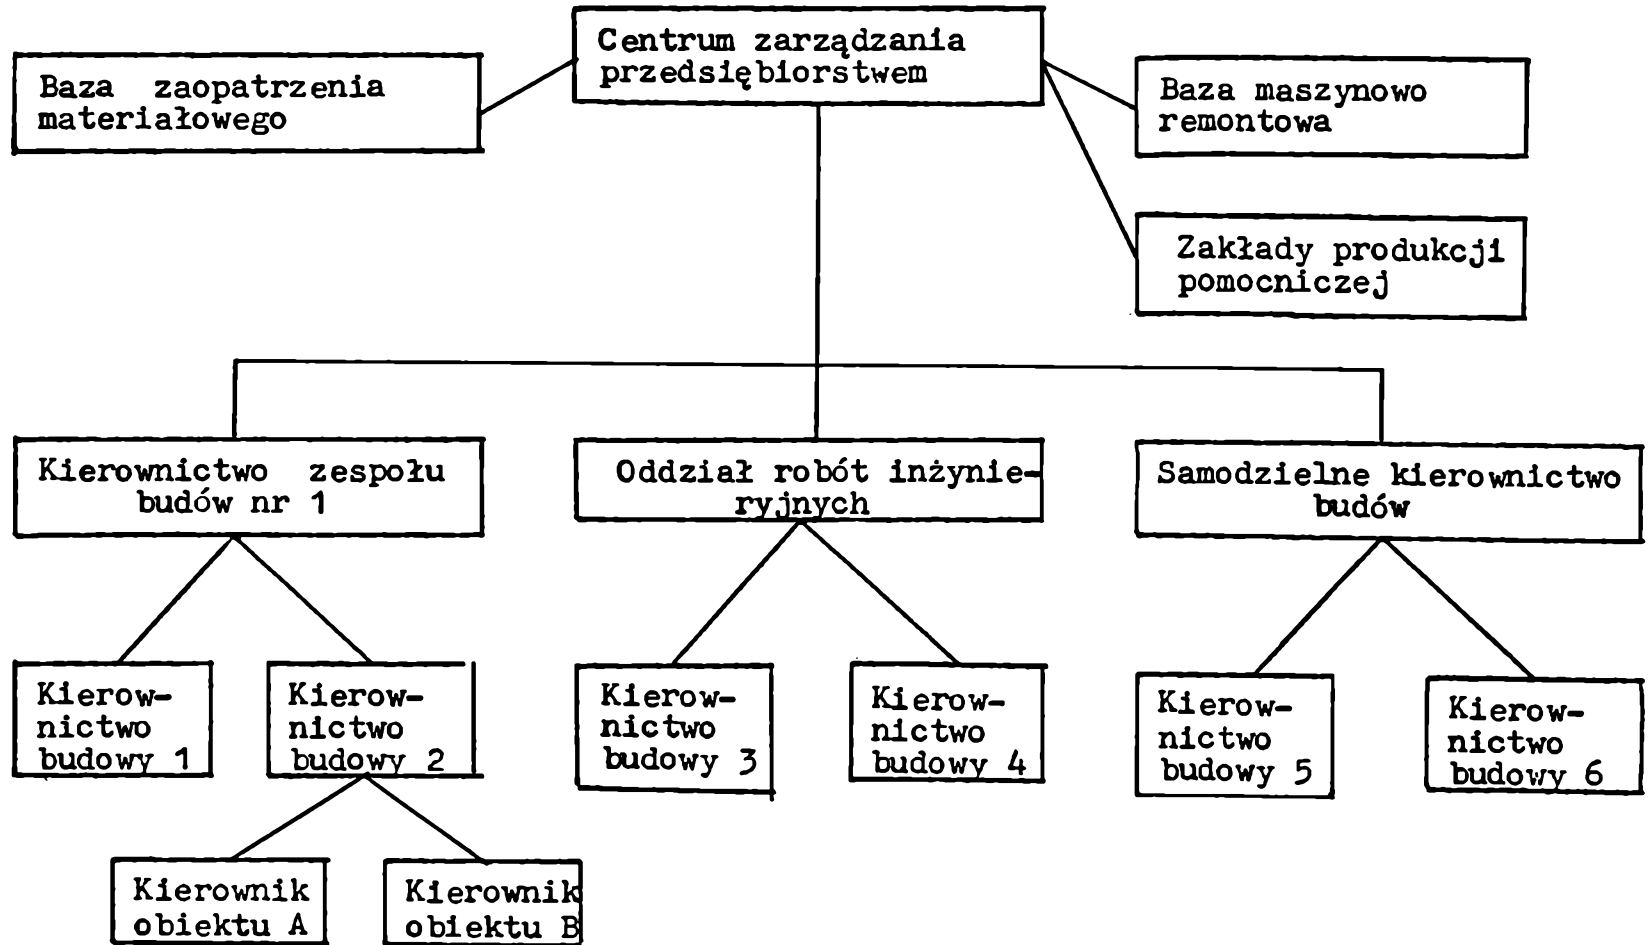 Centrum zarządzania
przedsiębiorstwem
Baza zaopatrzenia
materiałowego
Baza maszynowo
remontowa
Zakłady produkcji
pomocniczej
Kierownictwo zespołu
budów nr 1
Oddział robót inżynie-
ryjnych
Samodzielne kierownictwo
budów
Kierow-
nictwo
budowy 1
Kierow-
nictwo
budowy 2
Kierow-
nictwo
budowy 3
Kierow-
nictwo
budowy 4
Kierow-
nictwo
budowy 5
Kierow-
nictwo
budowy 6
Kierownik
obiektu A
Kierownik
obiektu B